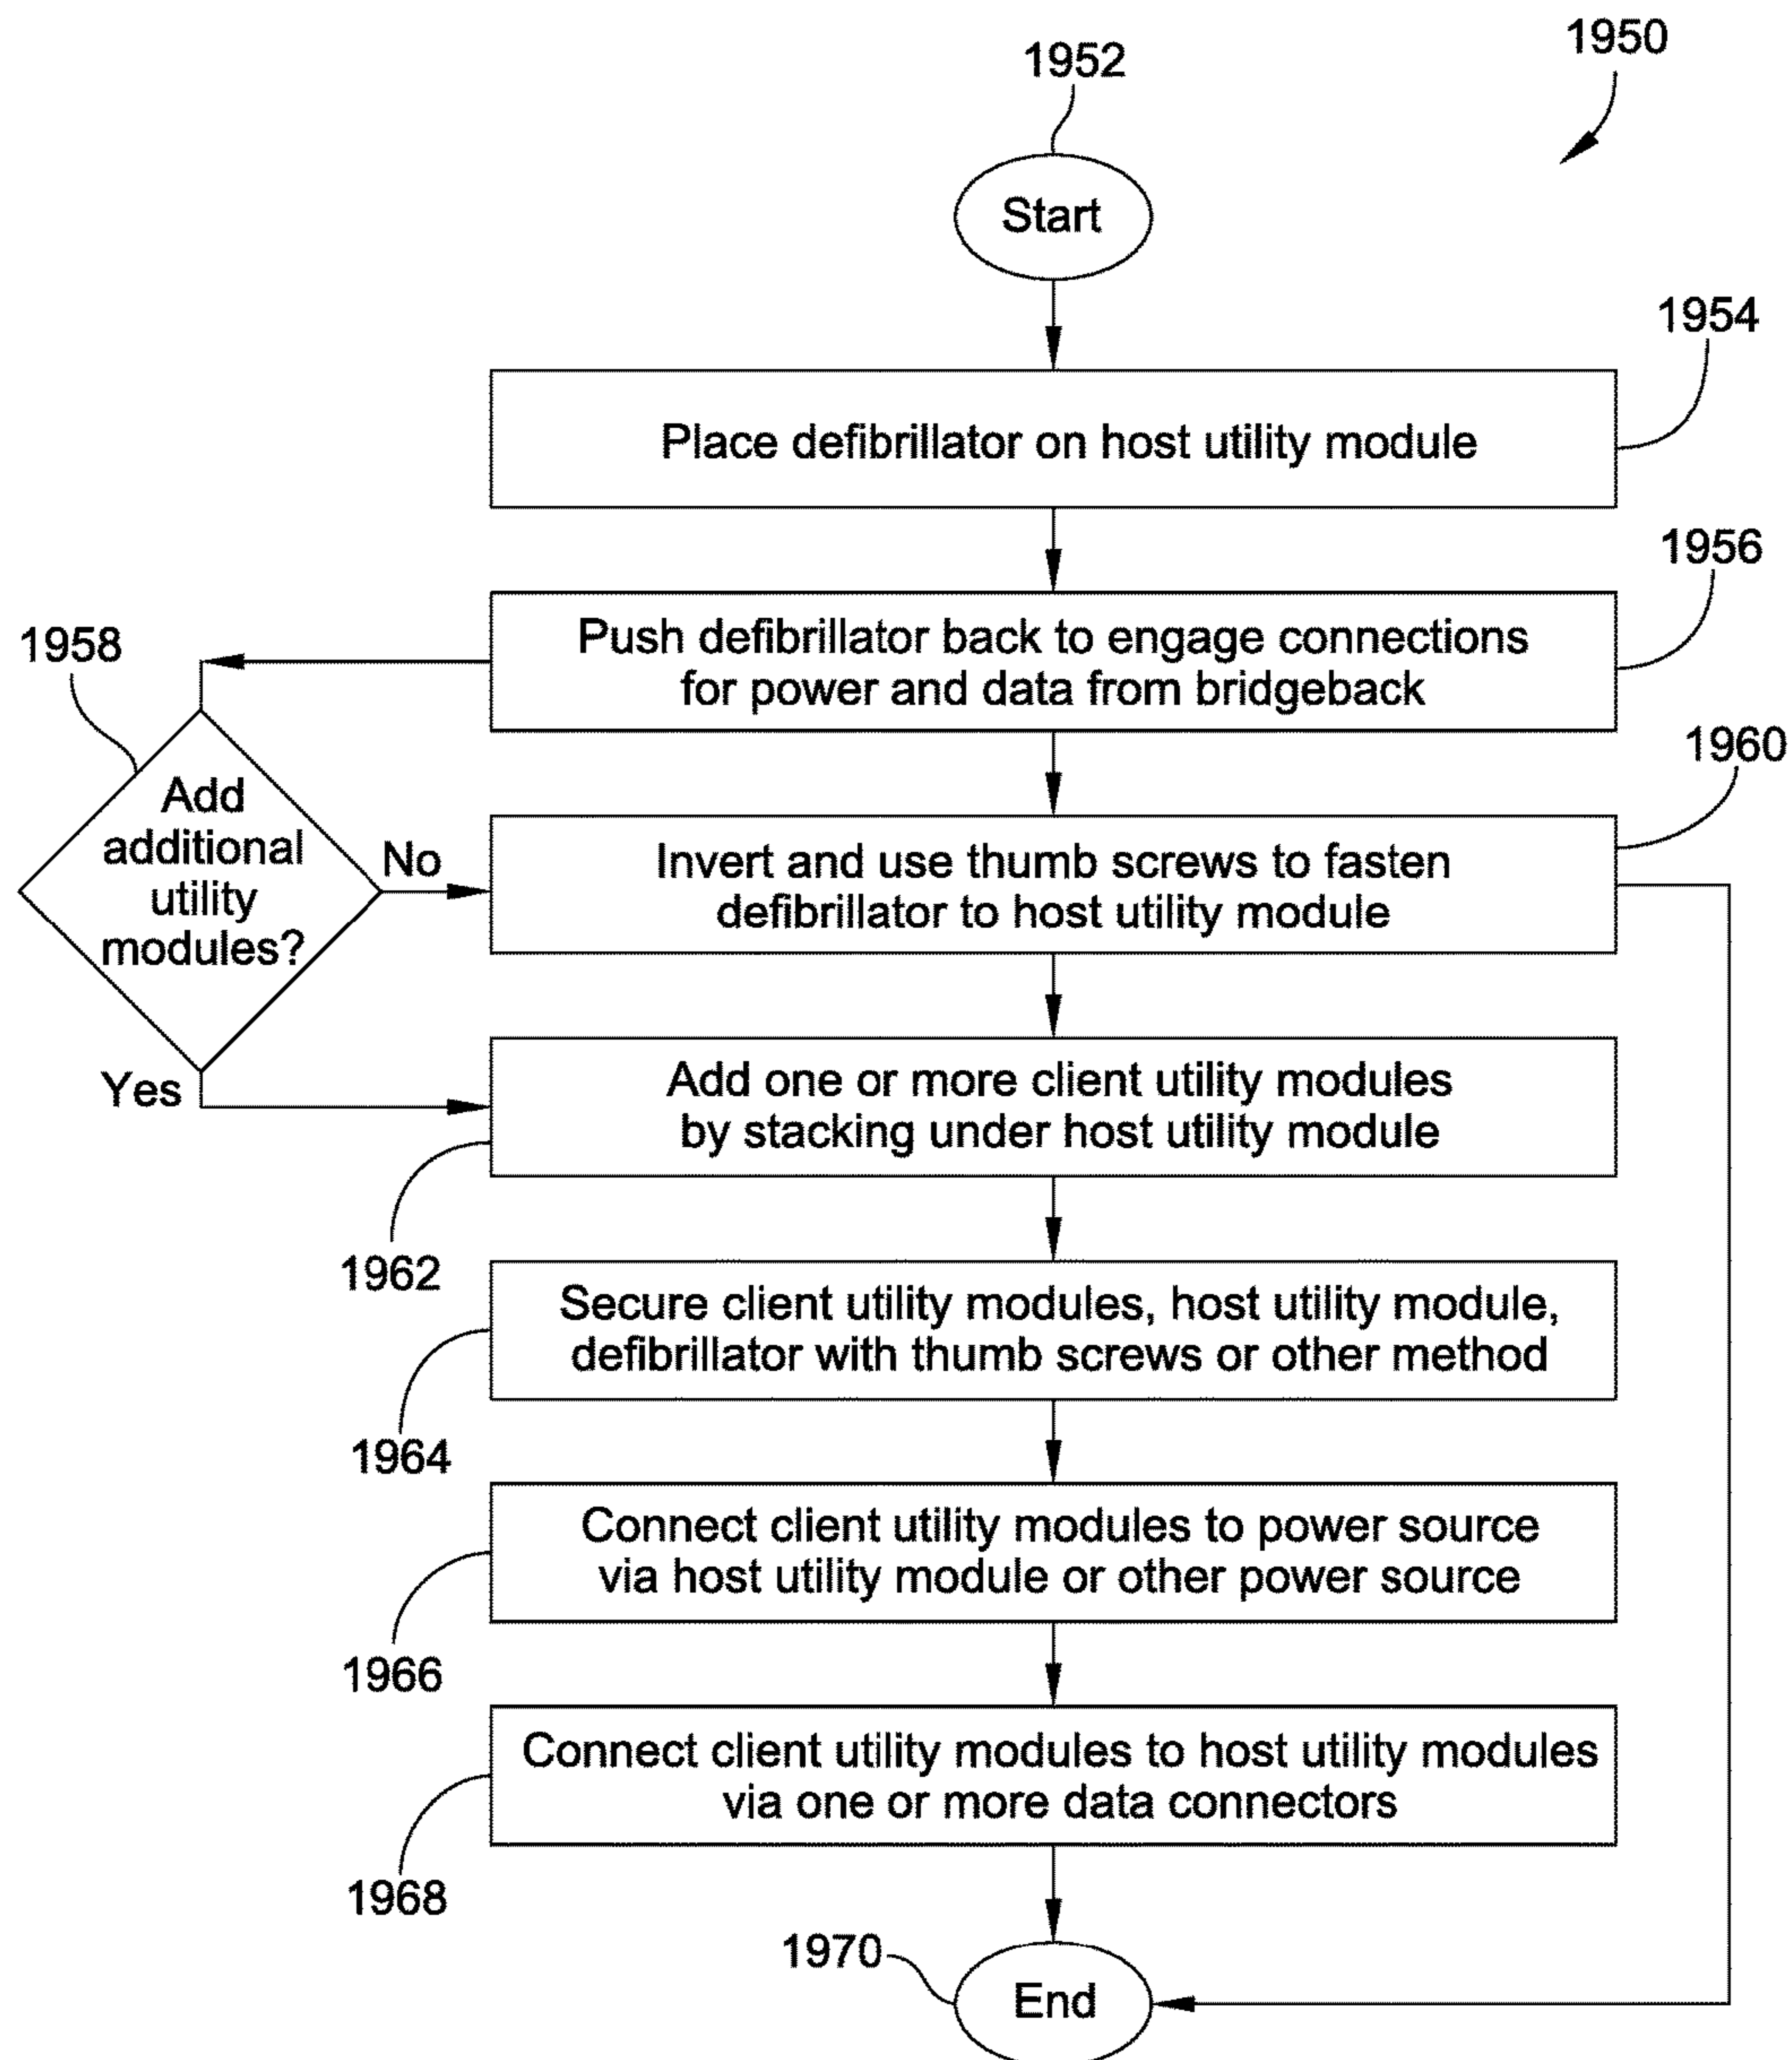 1950
1952
Start
1954
Place defibrillator on host utility module
1956
Push defibrillator back to engage connections
for power and data from bridgeback
1958
Add
additional
utility
modules?
No
Yes
1960
Invert and use thumb screws to fasten
defibrillator to host utility module
Add one or more client utility modules
by stacking under host utility module
1962
Secure client utility modules, host utility module,
defibrillator with thumb screws or other method
1964
Connect client utility modules to power source
via host utility module or other power source
1966
Connect client utility modules to host utility modules
via one or more data connectors
1968
1970
End